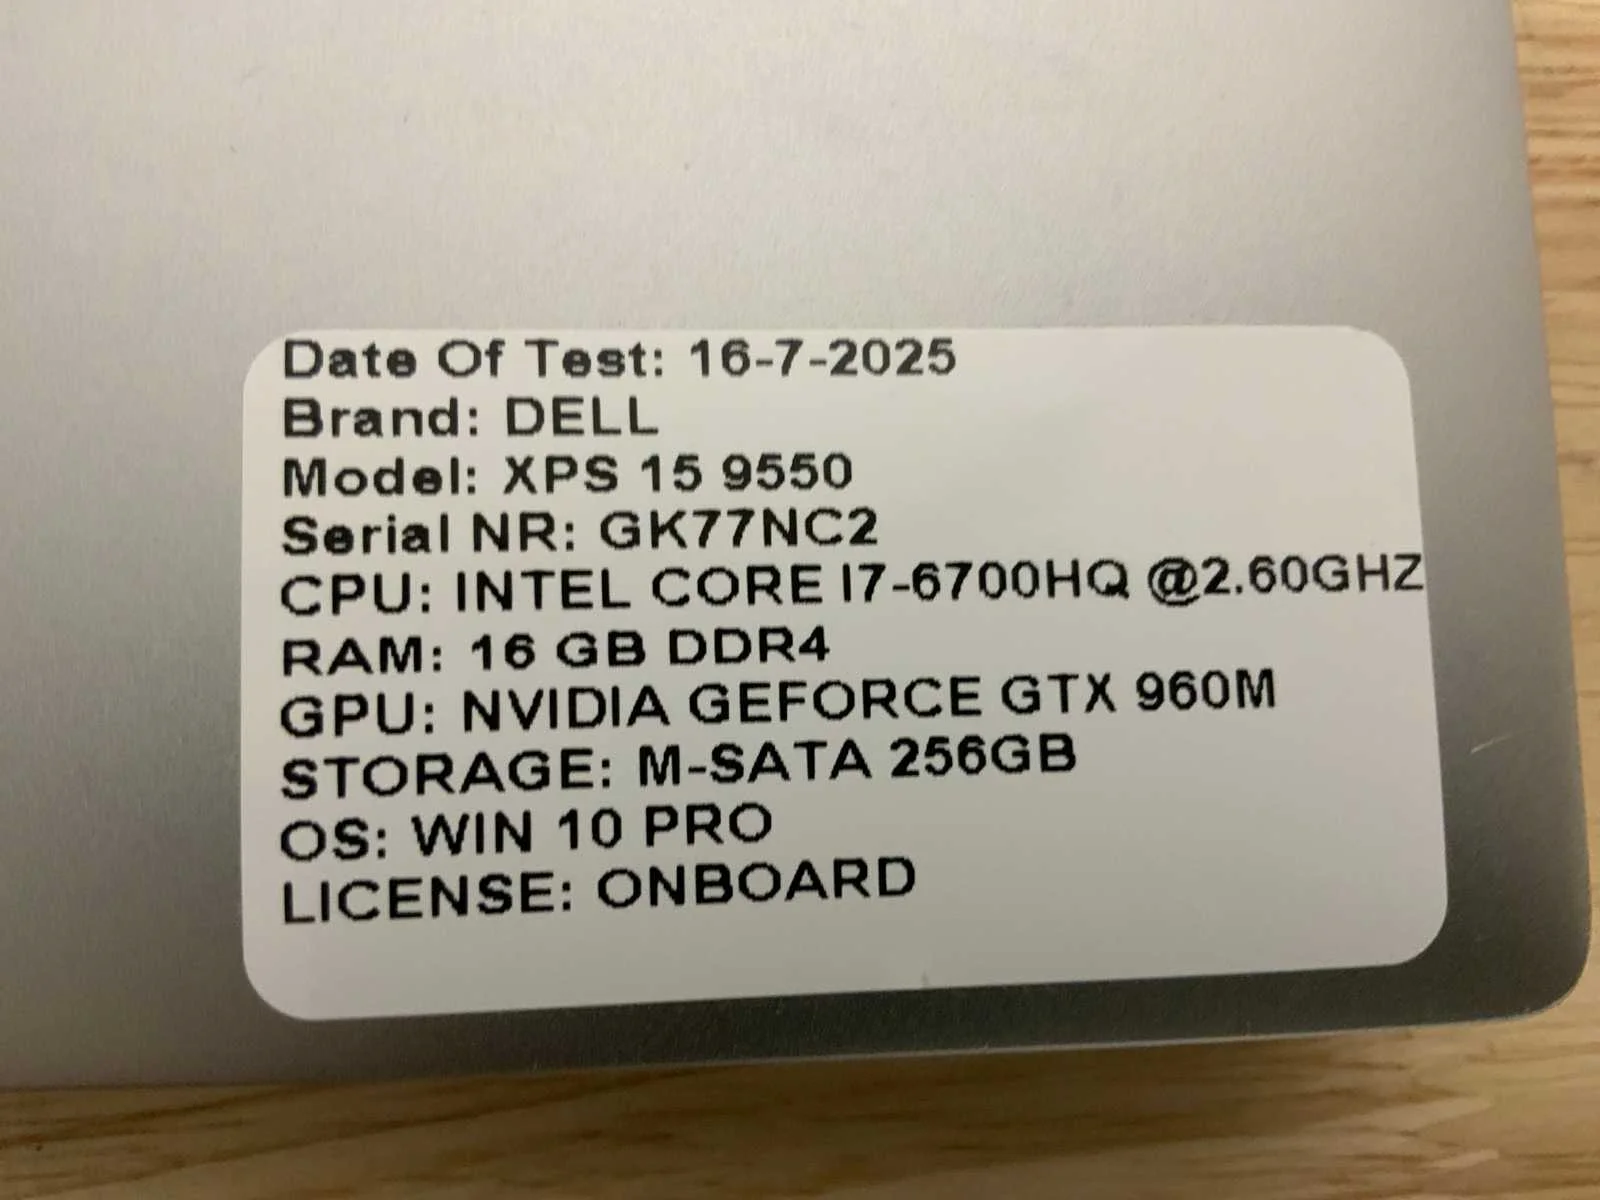 Date Of Test: 16-7-2025
Brand: DELL
Model: XPS 15 9550
Serial NR: GK77NC2
CPU: INTEL CORE I7-6700HQ @2.60GHZ
RAM: 16 GB DDR4
GPU: NVIDIA GEFORCE GTX 960M
STORAGE: M-SATA 256GB
OS: WIN 10 PRO
LICENSE: ONBOARD